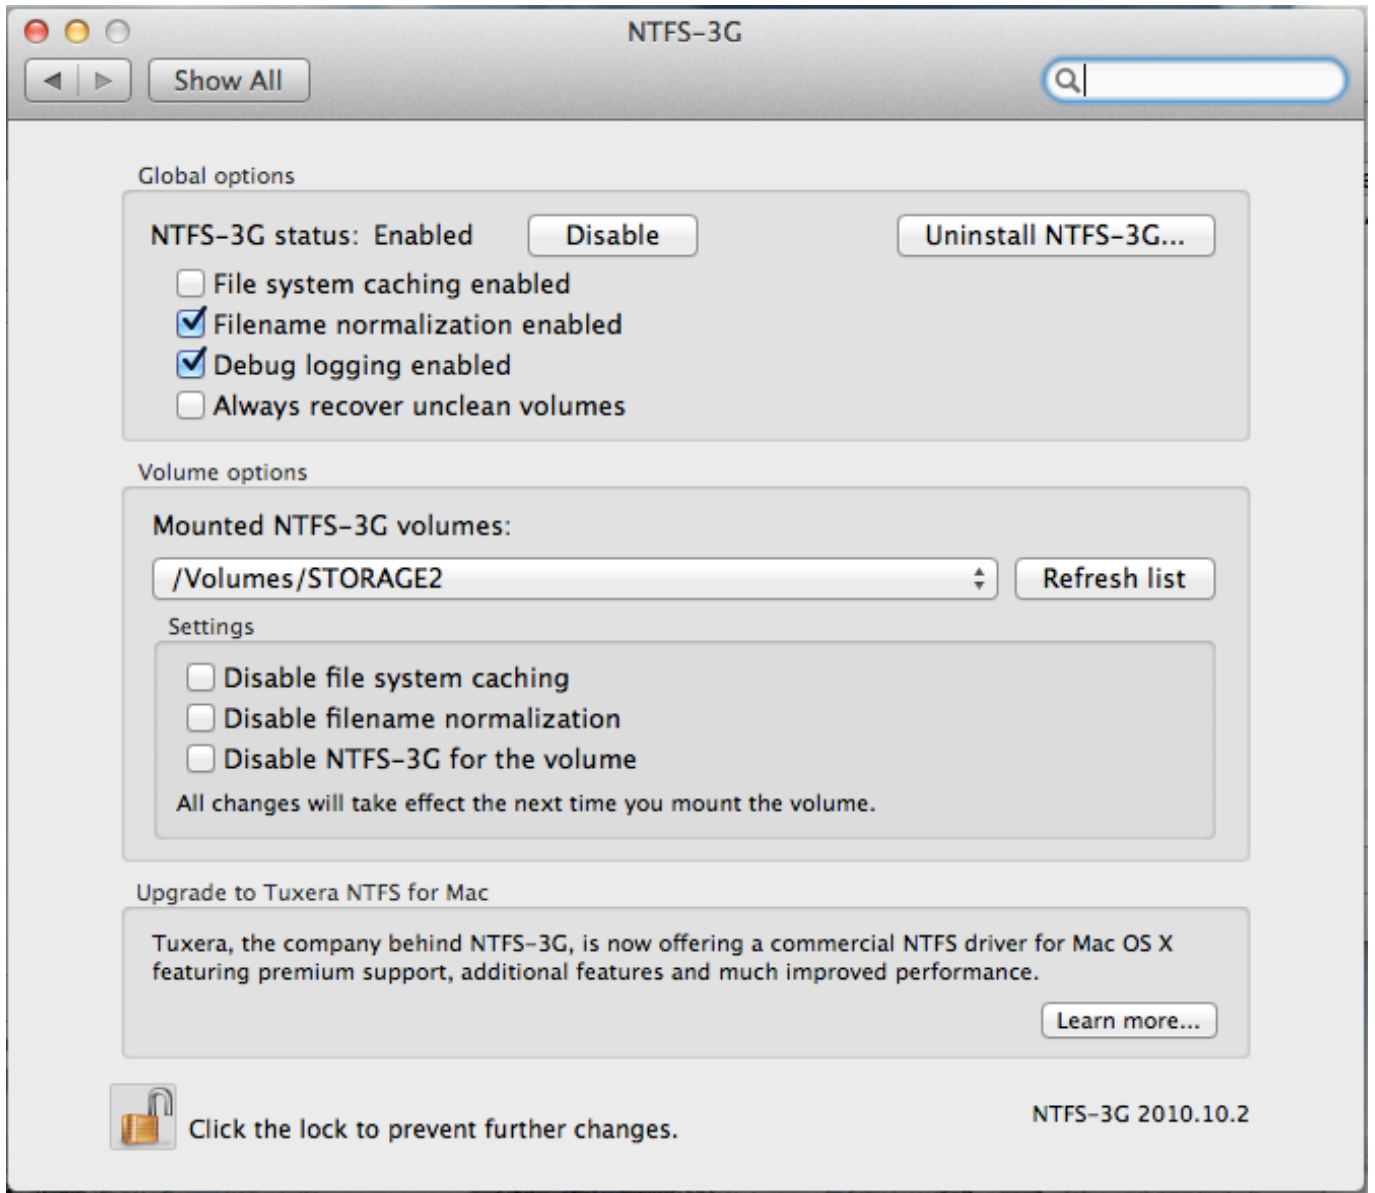 NTFS-3G
Show All
Global options
NTFS-3G status: Enabled
Disable
Uninstall NTFS-3G...
File system caching enabled
Filename normalization enabled
Debug logging enabled
Always recover unclean volumes
Volume options
Mounted NTFS-3G volumes:
/Volumes/STORAGE2
Refresh list
Settings
Disable file system caching
Disable filename normalization
Disable NTFS-3G for the volume
All changes will take effect the next time you mount the volume.
Upgrade to Tuxera NTFS for Mac
Tuxera, the company behind NTFS-3G, is now offering a commercial NTFS driver for Mac OS X
featuring premium support, additional features and much improved performance.
Learn more...
Click the lock to prevent further changes.
NTFS-3G 2010.10.2